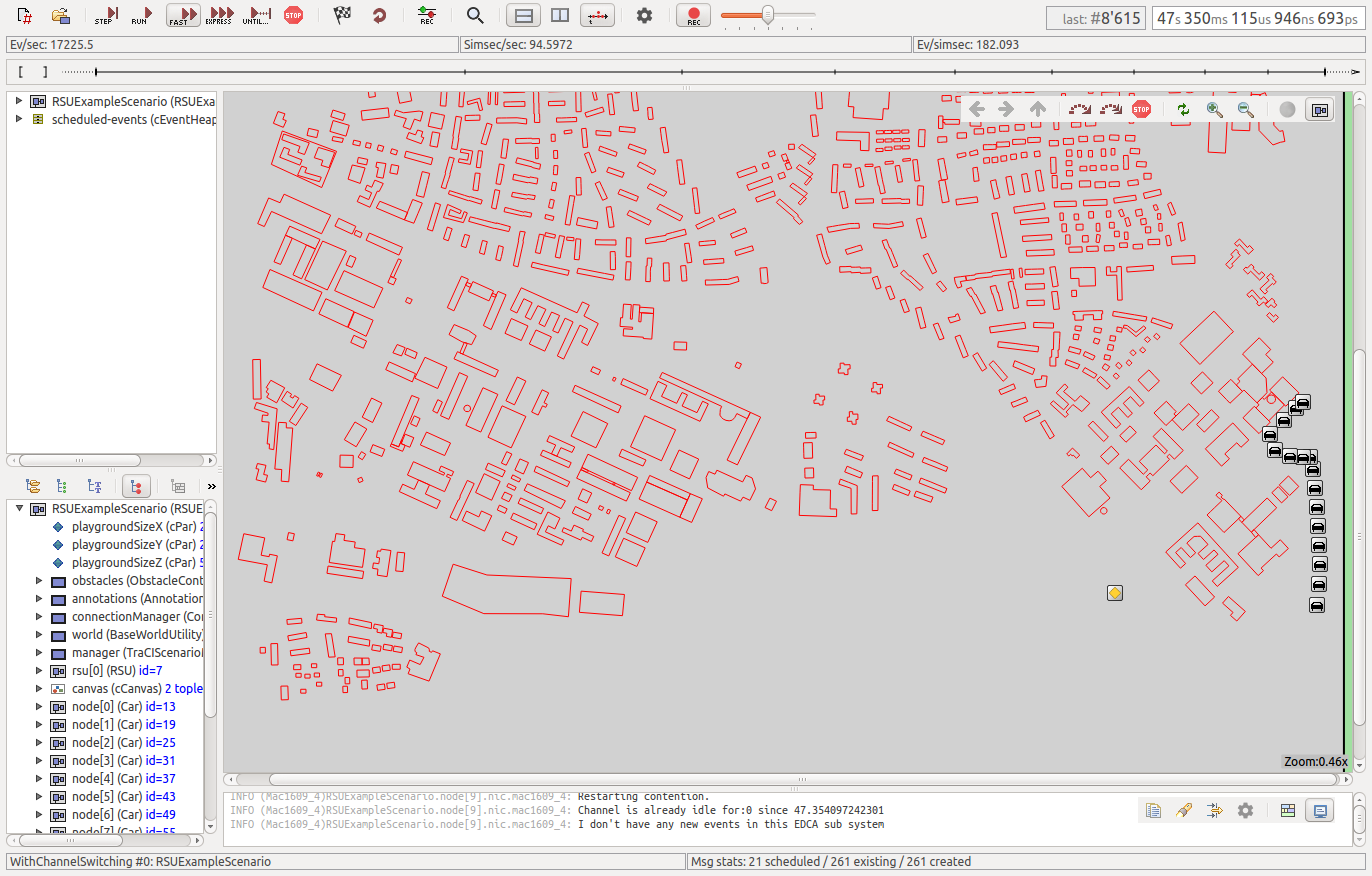 STEP RUN FAST EXPRESS UNTIL... STOP REC REC last: #8'615 47s 350ms 115us 946ns 693ps
Ev/sec: 17225.5 Simsec/sec: 94.5972 Ev/simsec: 182.093
[ ]
RSUExampleScenario (RSUExa
scheduled-events (cEventHeap
STOP
»
RSUExampleScenario (RSUE
playgroundSizeX (cPar) 2
playgroundSizeY (cPar) 2
playgroundSizeZ (cPar) 5
obstacles (ObstacleCont
annotations (Annotation
connectionManager (Cor
world (BaseWorldUtility)
manager (TraCIScenarioI
rsu[0] (RSU) id=7
canvas (cCanvas) 2 tople
node[0] (Car) id=13
node[1] (Car) id=19
node[2] (Car) id=25
node[3] (Car) id=31
node[4] (Car) id=37
node[5] (Car) id=43
node[6] (Car) id=49
node[7] (Car) id=55
Zoom:0.46x
INFO (Mac1609_4)RSUExampleScenario.node[9].nic.mac1609_4: Restarting contention.
INFO (Mac1609_4)RSUExampleScenario.node[9].nic.mac1609_4: Channel is already idle for:0 since 47.354097242301
INFO (Mac1609_4)RSUExampleScenario.node[9].nic.mac1609_4: I don't have any new events in this EDCA sub system
WithChannelSwitching #0: RSUExampleScenario Msg stats: 21 scheduled / 261 existing / 261 created